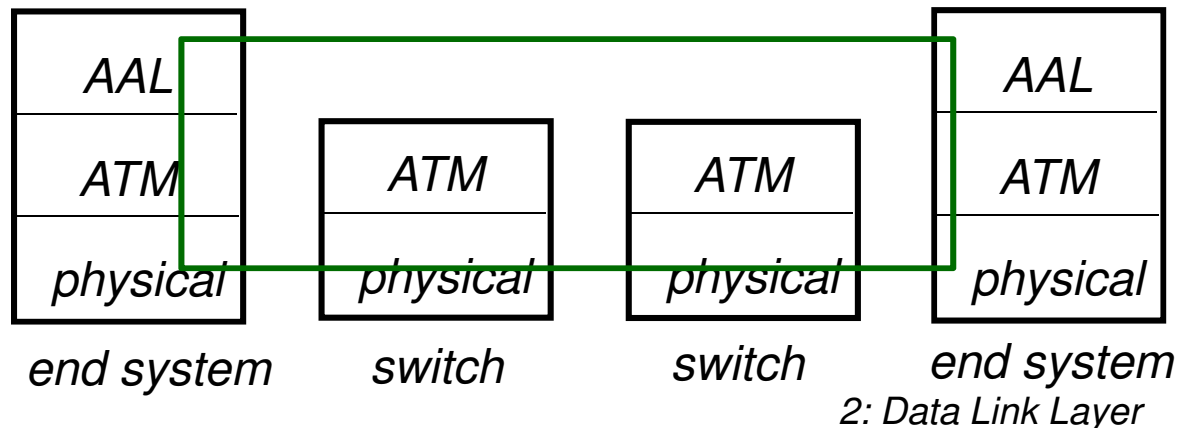 AAL AAL
ATM ATM ATM ATM
physical physical physical physical
end system switch switch end system
2: Data Link Layer